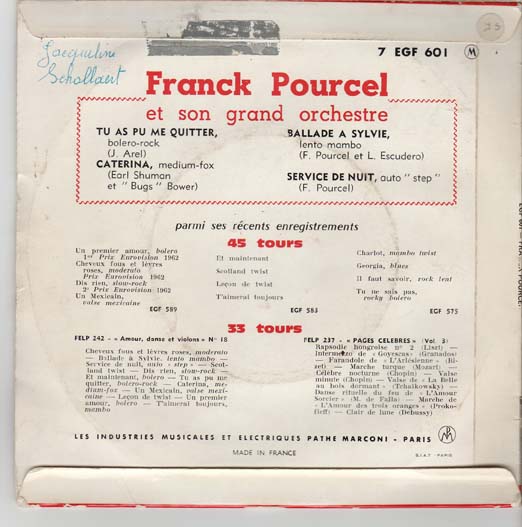 Jacqueline
Schollaert
23
7 EGF 601 M
Franck Pourcel
et son grand orchestre
TU AS PU ME QUITTER,
bolero-rock
(J. Arel)
CATERINA, medium-fox
(Earl Shuman
et " Bugs " Bower)
BALLADE A SYLVIE,
lento mambo
(F. Pourcel et L. Escudero)
SERVICE DE NUIT, auto " step "
(F. Pourcel)
parmi ses récents enregistrements
45 tours
Un premier amour, bolero
1er Prix Eurovision 1962
Cheveux fous et lèvres
roses, moderato
Prix Eurovision 1962
Dis rien, slow-rock
2e Prix Eurovision 1962
Un Mexicain,
valse mexicaine
EGF 589
Et maintenant
Scotland twist
Leçon de twist
T'aimerai toujours
EGF 583
Charlot, mambo twist
Georgia, blues
Il faut savoir, rock lent
Tu ne sais pas,
rocky bolero
EGF 575
33 tours
FELP 242 - « Amour, danse et violons » N° 18
Cheveux fous et lèvres roses, moderato
— Ballade à Sylvie, lento mambo —
Service de nuit, auto « step » — Scot-
land twist — Dis rien, slow-rock —
Et maintenant, bolero — Tu as pu me
quitter, bolero-rock — Caterina, me-
dium-fox — Un Mexicain, valse mexi-
caine — Leçon de twist — Un premier
amour, bolero — T'aimerai toujours,
mambo
FELP 237 - « PAGES CELEBRES » (Vol. 3)
Rapsodie hongroise n° 2 (Liszt) —
Intermezzo de « Goyescas » (Granados)
— Farandole de « L'Arlésienne » (Bi-
zet) — Marche turque (Mozart) —
Célèbre nocturne (Chopin) — Valse
minute (Chopin) — Valse de « La Belle
au bois dormant » (Tchaïkowsky) —
Danse rituelle du feu de « L'Amour
Sorcier » (M. de Falla) — Marche de
« L'Amour des trois oranges » (Proko-
fieff) — Clair de lune (Debussy)
LES INDUSTRIES MUSICALES ET ELECTRIQUES PATHE MARCONI - PARIS
MADE IN FRANCE
S.I.A.T - PARIS